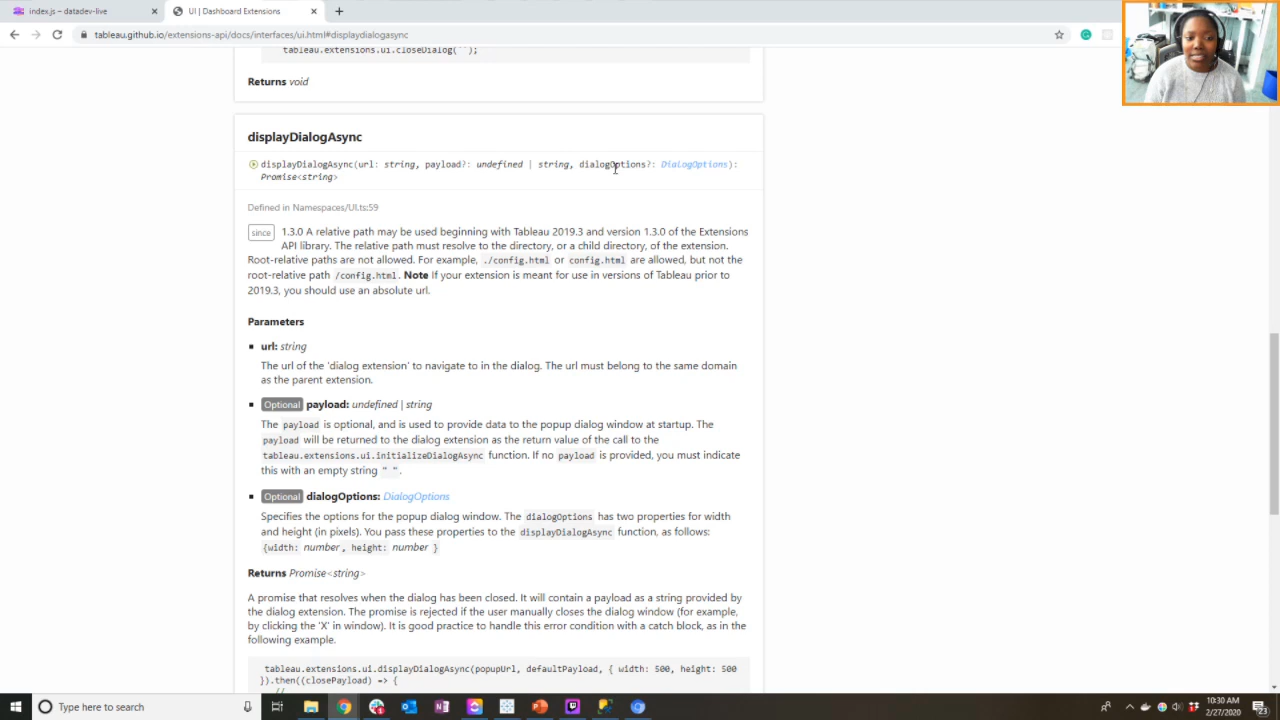 index.js – datadev-live
UI | Dashboard Extensions
tableau.github.io/extensions-api/docs/interfaces/ui.html#displaydialogasync
tableau.extensions.ui.closeDialog('');
Returns void
displayDialogAsync
displayDialogAsync(url: string, payload?: undefined | string, dialogOptions?: DialogOptions):
Promise<string>
Defined in Namespaces/UI.ts:59
since 1.3.0 A relative path may be used beginning with Tableau 2019.3 and version 1.3.0 of the Extensions
API library. The relative path must resolve to the directory, or a child directory, of the extension.
Root-relative paths are not allowed. For example, ./config.html or config.html are allowed, but not the
root-relative path /config.html. Note If your extension is meant for use in versions of Tableau prior to
2019.3, you should use an absolute url.
Parameters
url: string
The url of the 'dialog extension' to navigate to in the dialog. The url must belong to the same domain
as the parent extension.
Optional payload: undefined | string
The payload is optional, and is used to provide data to the popup dialog window at startup. The
payload will be returned to the dialog extension as the return value of the call to the
tableau.extensions.ui.initializeDialogAsync function. If no payload is provided, you must indicate
this with an empty string " ".
Optional dialogOptions: DialogOptions
Specifies the options for the popup dialog window. The dialogOptions has two properties for width
and height (in pixels). You pass these properties to the displayDialogAsync function, as follows:
{width: number, height: number }
Returns Promise<string>
A promise that resolves when the dialog has been closed. It will contain a payload as a string provided by
the dialog extension. The promise is rejected if the user manually closes the dialog window (for example,
by clicking the 'X' in window). It is good practice to handle this error condition with a catch block, as in the
following example.
tableau.extensions.ui.displayDialogAsync(popupUrl, defaultPayload, { width: 500, height: 500
}).then((closePayload) => {
//
Type here to search
10:30 AM
2/27/2020
23